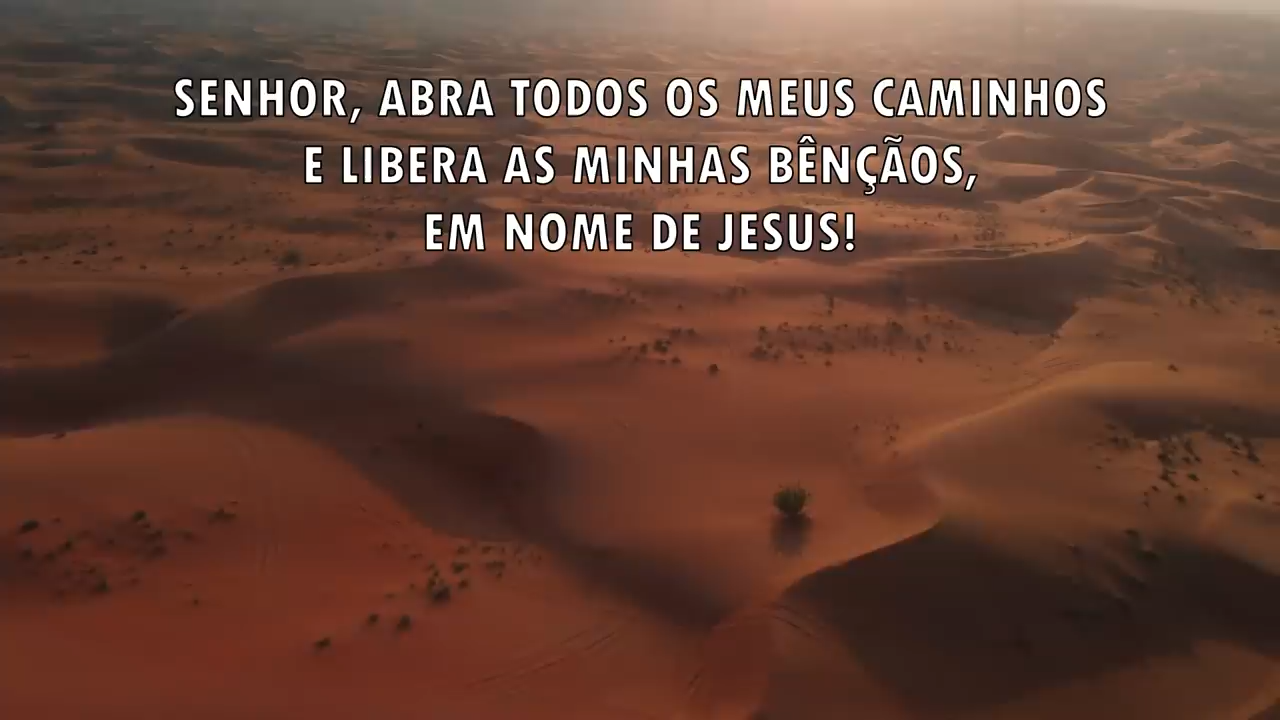 SENHOR, ABRA TODOS OS MEUS CAMINHOS
E LIBERA AS MINHAS BÊNÇÃOS,
EM NOME DE JESUS!